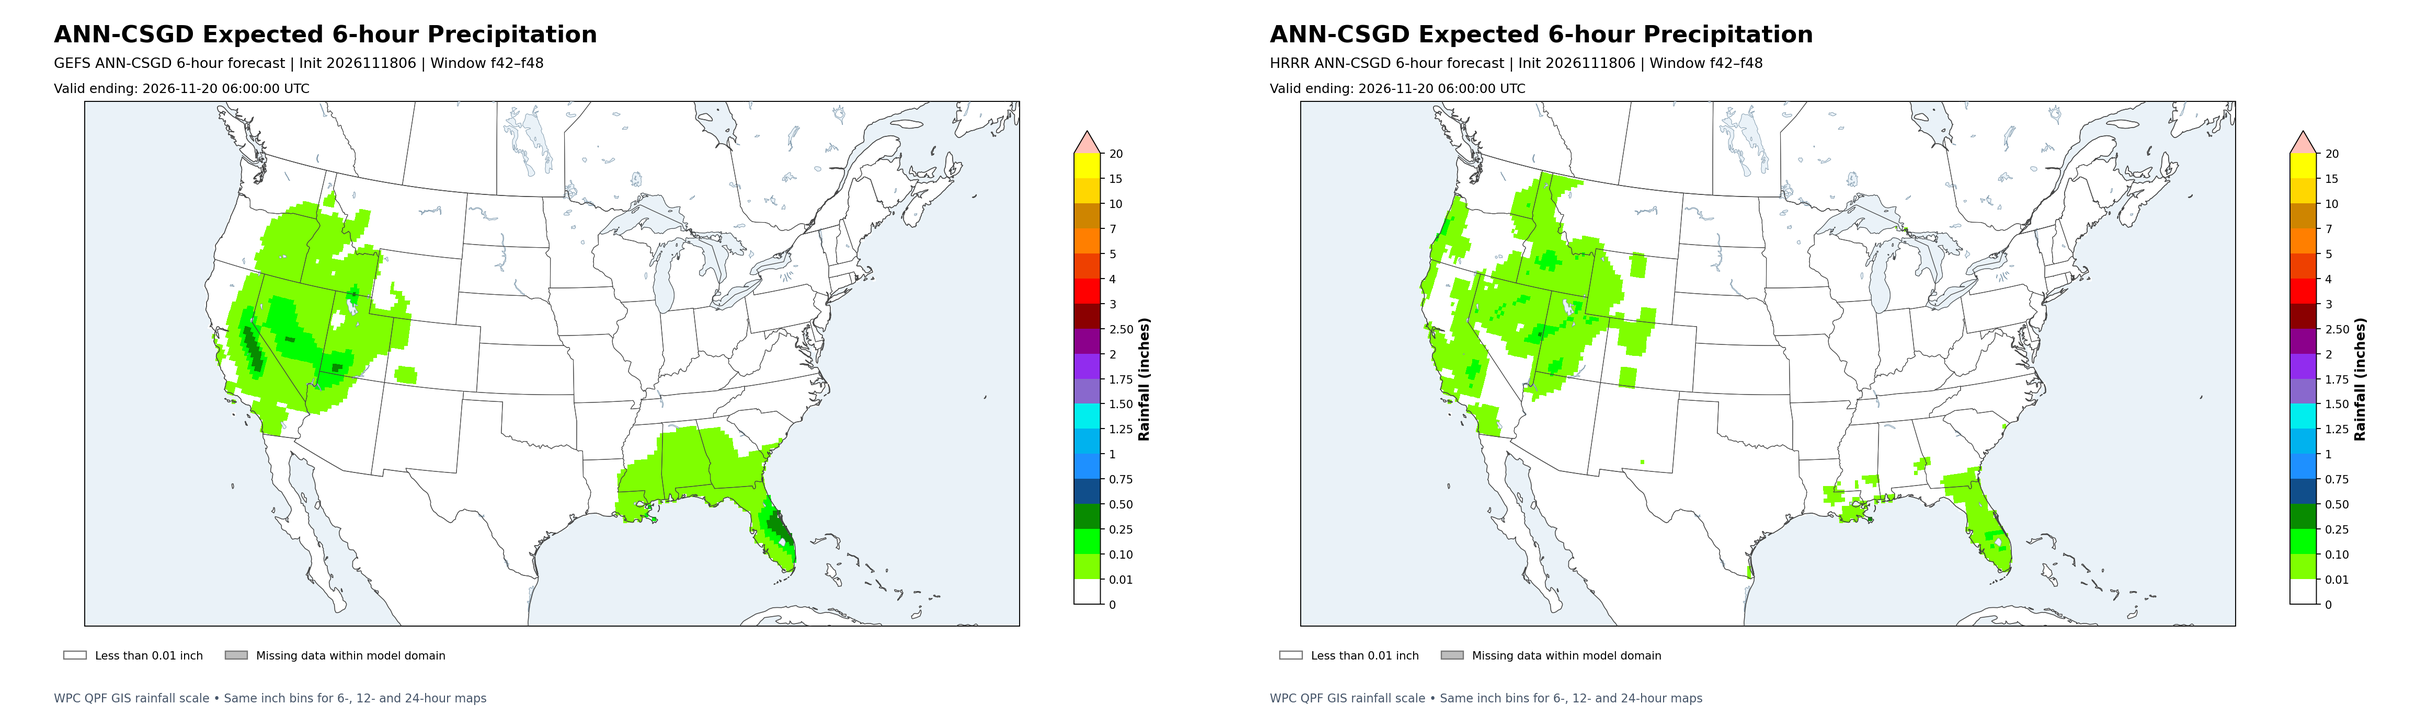 ANN-CSGD Expected 6-hour Precipitation
GEFS ANN-CSGD 6-hour forecast | Init 2026111806 | Window f42–f48
Valid ending: 2026-11-20 06:00:00 UTC
20
15
10
7
5
4
3
2.50
2
1.75
1.50
1.25
1
0.75
0.50
0.25
0.10
0.01
0
Rainfall (inches)
Less than 0.01 inch
Missing data within model domain
WPC QPF GIS rainfall scale • Same inch bins for 6-, 12- and 24-hour maps
ANN-CSGD Expected 6-hour Precipitation
HRRR ANN-CSGD 6-hour forecast | Init 2026111806 | Window f42–f48
Valid ending: 2026-11-20 06:00:00 UTC
20
15
10
7
5
4
3
2.50
2
1.75
1.50
1.25
1
0.75
0.50
0.25
0.10
0.01
0
Rainfall (inches)
Less than 0.01 inch
Missing data within model domain
WPC QPF GIS rainfall scale • Same inch bins for 6-, 12- and 24-hour maps